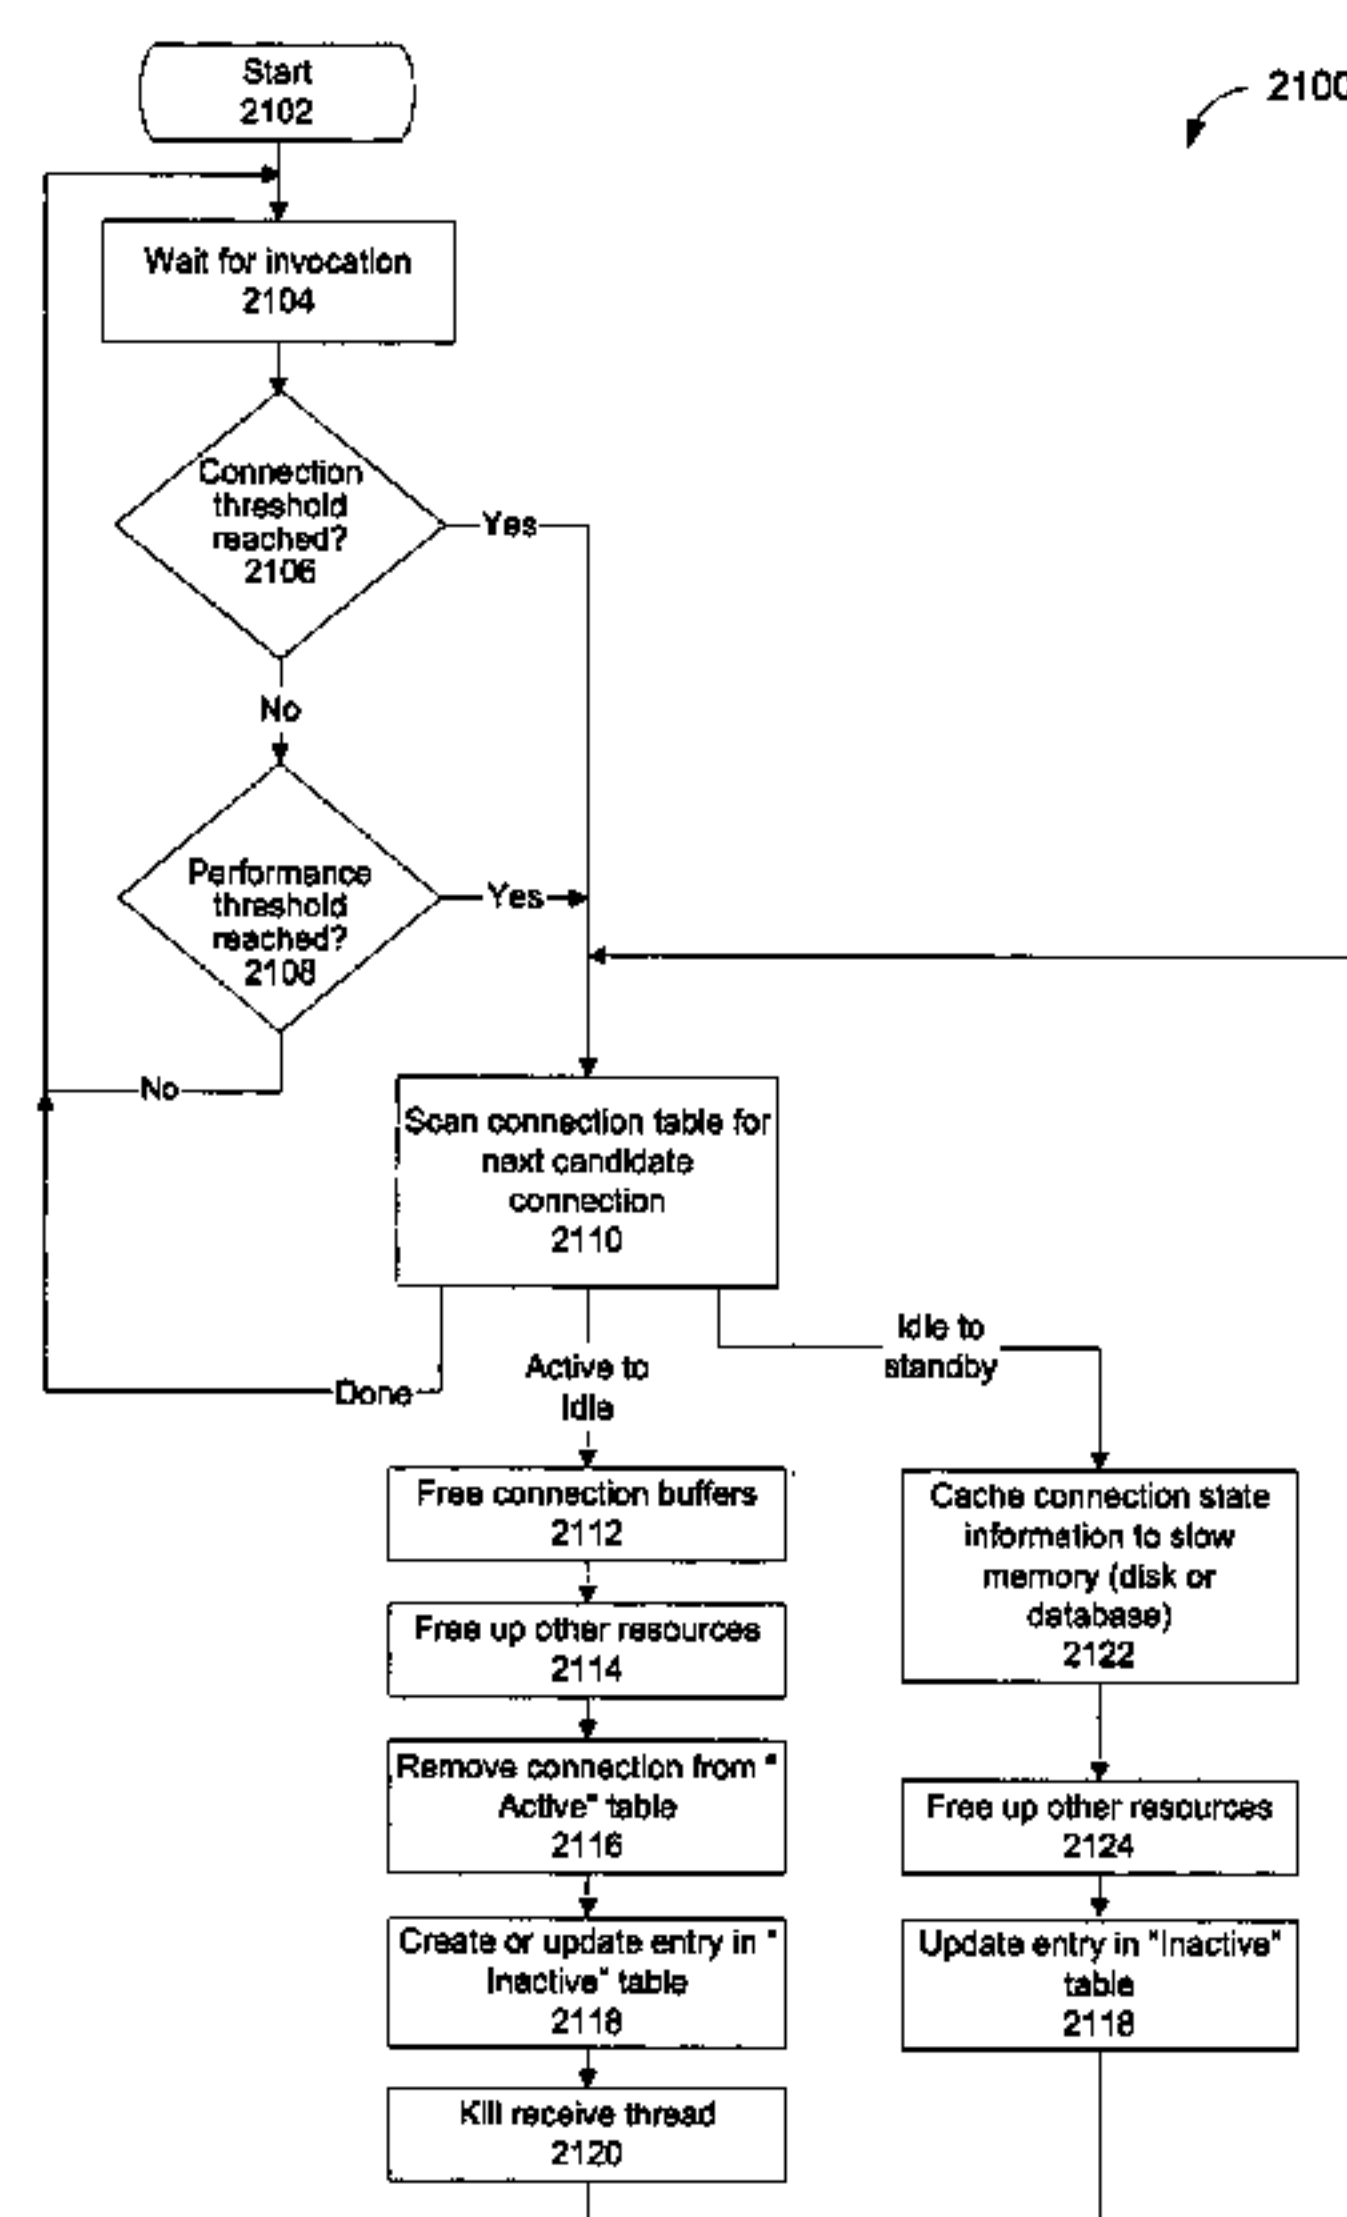 Start
2102
2100
Wait for invocation
2104
Connection
threshold
reached?
2106
Yes
No
Performance
threshold
reached?
2108
Yes
No
Scan connection table for
next candidate
connection
2110
Done
Active to
Idle
Idle to
standby
Free connection buffers
2112
Free up other resources
2114
Remove connection from "
Active" table
2116
Create or update entry in "
Inactive" table
2118
Kill receive thread
2120
Cache connection state
information to slow
memory (disk or
database)
2122
Free up other resources
2124
Update entry in "Inactive"
table
2118